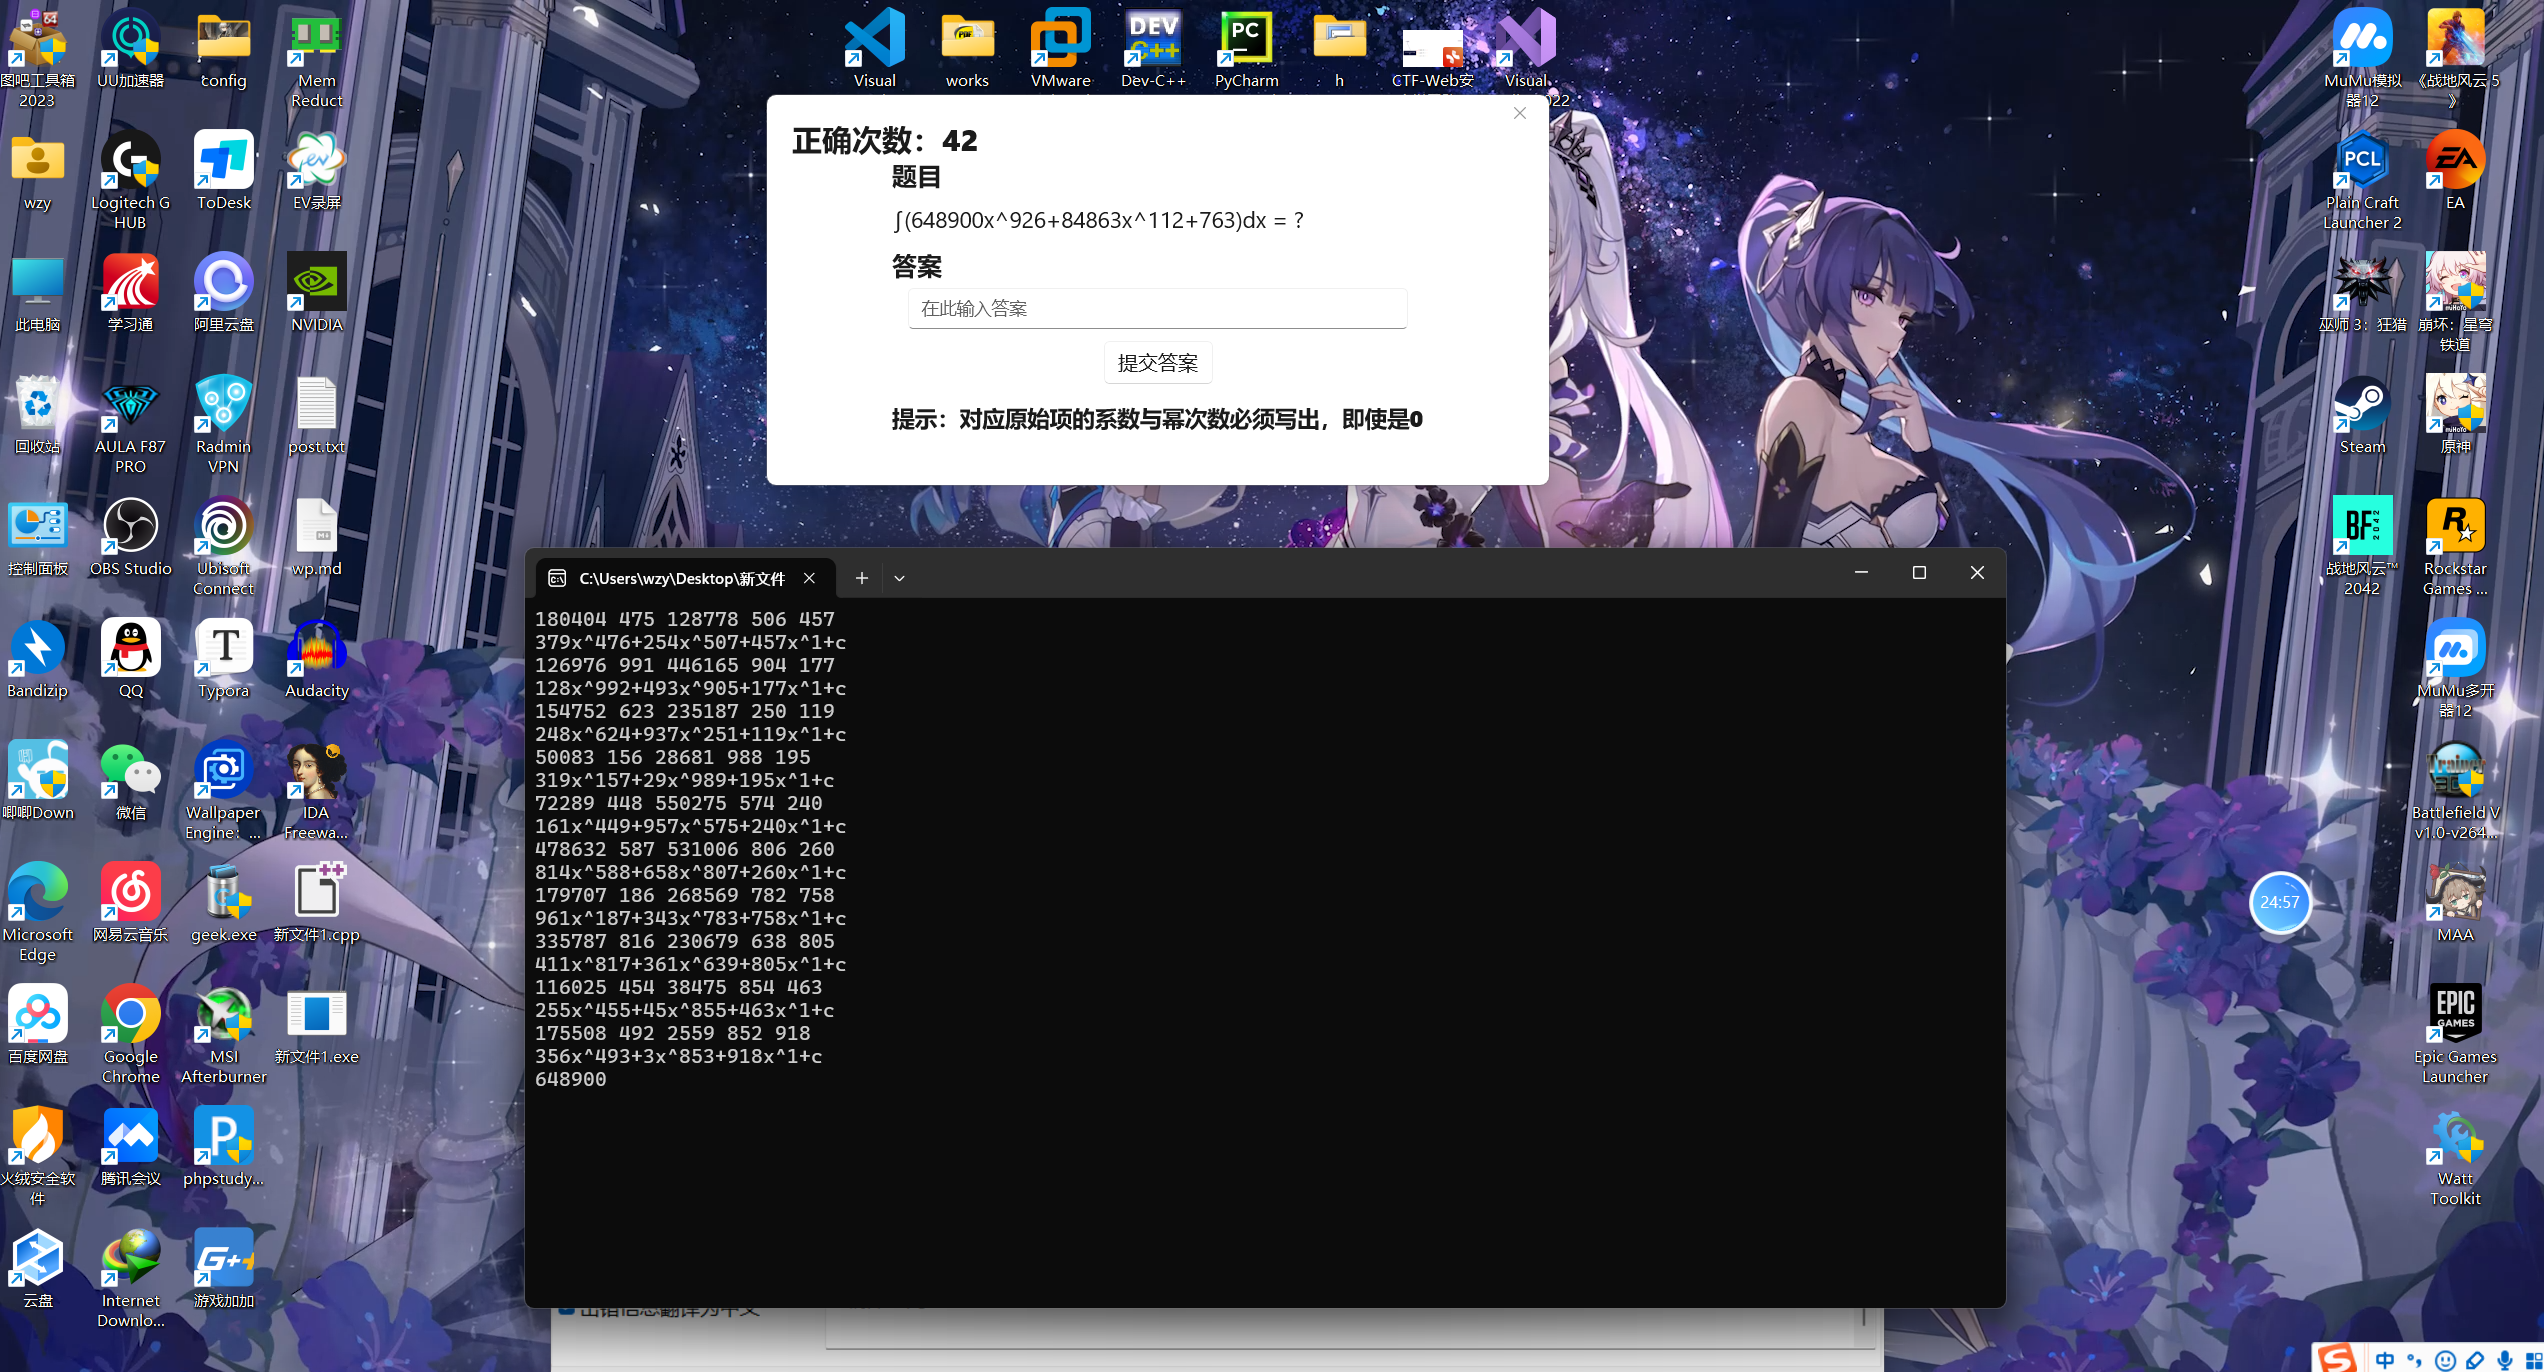 图吧工具箱
2023
UU加速器
config
Mem
Reduct
Visual
works
VMware
Dev-C++
PyCharm
h
CTF-Web安
Visual
MuMu模拟
器12
《战地风云 5
》
wzy
Logitech G
HUB
ToDesk
EV录屏
Plain Craft
Launcher 2
EA
此电脑
学习通
阿里云盘
NVIDIA
巫师 3：狂猎
崩坏：星穹
铁道
回收站
AULA F87
PRO
Radmin
VPN
post.txt
Steam
原神
控制面板
OBS Studio
Ubisoft
Connect
wp.md
战地风云™
2042
Rockstar
Games ...
Bandizip
QQ
Typora
Audacity
MuMu多开
器12
唧唧Down
微信
Wallpaper
Engine：...
IDA
Freewa...
Battlefield V
v1.0-v264...
Microsoft
Edge
网易云音乐
geek.exe
新文件1.cpp
MAA
百度网盘
Google
Chrome
MSI
Afterburner
新文件1.exe
Epic Games
Launcher
火绒安全软
件
腾讯会议
phpstudy...
Watt
Toolkit
云盘
Internet
Downlo...
游戏加加
正确次数：42
题目
∫(648900x^926+84863x^112+763)dx = ?
答案
在此输入答案
提交答案
提示：对应原始项的系数与幂次数必须写出，即使是0
C:\Users\wzy\Desktop\新文件
180404 475 128778 506 457
379x^476+254x^507+457x^1+c
126976 991 446165 904 177
128x^992+493x^905+177x^1+c
154752 623 235187 250 119
248x^624+937x^251+119x^1+c
50083 156 28681 988 195
319x^157+29x^989+195x^1+c
72289 448 550275 574 240
161x^449+957x^575+240x^1+c
478632 587 531006 806 260
814x^588+658x^807+260x^1+c
179707 186 268569 782 758
961x^187+343x^783+758x^1+c
335787 816 230679 638 805
411x^817+361x^639+805x^1+c
116025 454 38475 854 463
255x^455+45x^855+463x^1+c
175508 492 2559 852 918
356x^493+3x^853+918x^1+c
648900
24:57
中